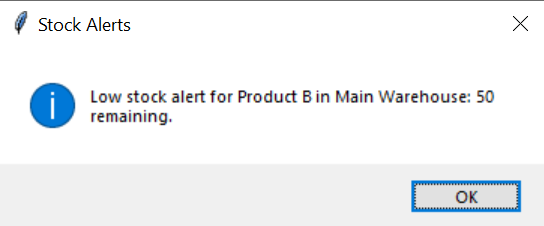 Stock Alerts
Low stock alert for Product B in Main Warehouse: 50
remaining.
OK